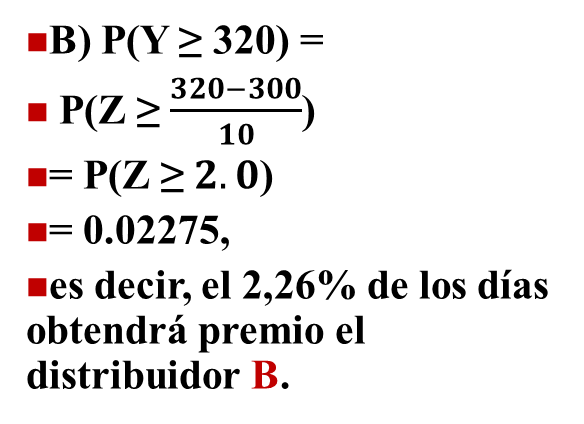 B) P(Y ≥ 320) =
P(Z ≥ \frac{320−300}{10})
= P(Z ≥ 2.0)
= 0.02275,
es decir, el 2,26% de los días
obtendrá premio el
distribuidor B.